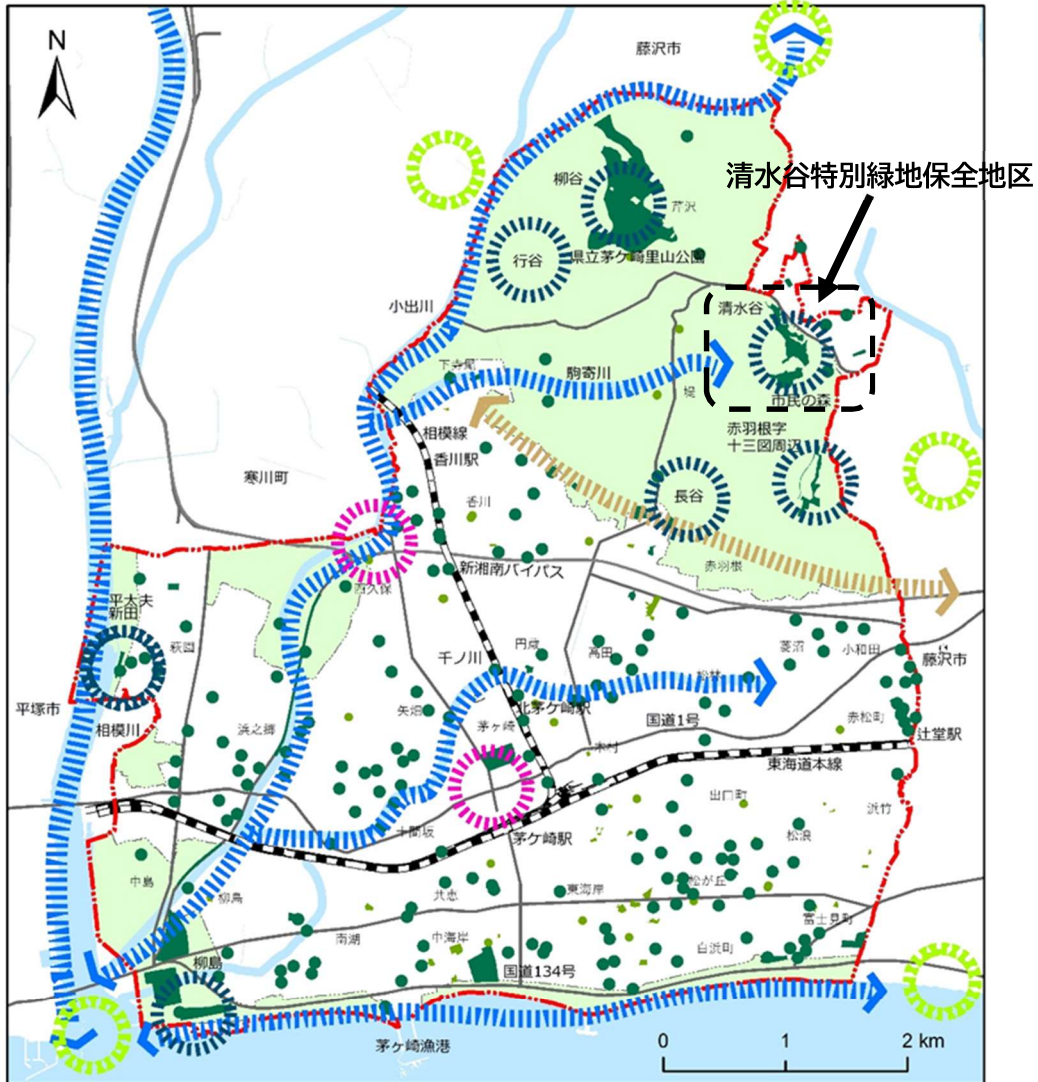 N
藤沢市
清水谷特別緑地保全地区
柳谷
芹沢
行谷
県立茅ケ崎里山公園
小出川
清水谷
下寺尾
駒寄川
堤
市民の森
赤羽根字
十三図周辺
相模線
香川駅
寒川町
香川
長谷
新湘南バイパス
赤羽根
西久保
平太夫
新田
萩園
円蔵
高田
菱沼
小和田
千ノ川
松林
藤沢市
平塚市
矢畑
北茅ケ崎駅
相模川
浜之郷
茅ヶ崎
国道1号
赤松町
辻堂駅
本村
東海道本線
出口町
浜竹
十間坂
茅ケ崎駅
松浪
中島
柳島
共恵
東海岸
松が丘
富士見町
南湖
中海岸
白浜町
柳島
国道134号
茅ヶ崎漁港
0
1
2 km